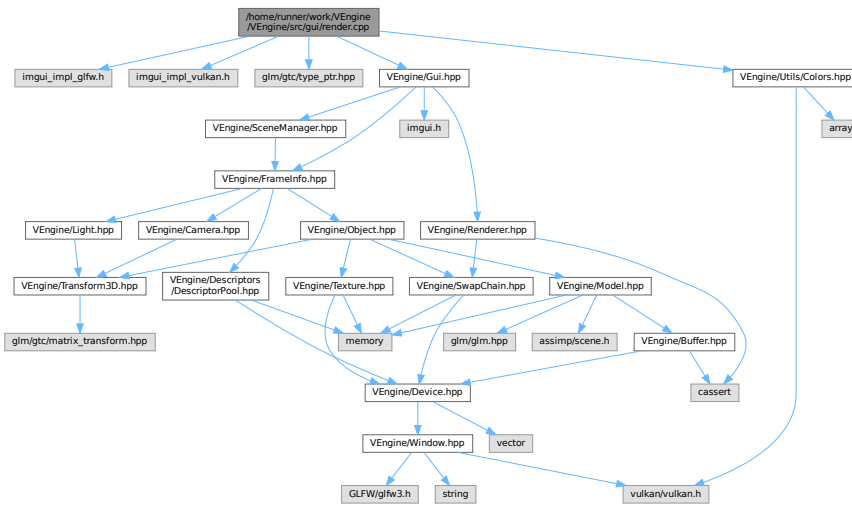 /home/runner/work/VEngine
/VEngine/src/gui/render.cpp
imgui_impl_glfw.h
imgui_impl_vulkan.h
glm/gtc/type_ptr.hpp
VEngine/Gui.hpp
VEngine/Utils/Colors.hpp
VEngine/SceneManager.hpp
imgui.h
array
VEngine/FrameInfo.hpp
VEngine/Light.hpp
VEngine/Camera.hpp
VEngine/Object.hpp
VEngine/Renderer.hpp
VEngine/Transform3D.hpp
VEngine/Descriptors
/DescriptorPool.hpp
VEngine/Texture.hpp
VEngine/SwapChain.hpp
VEngine/Model.hpp
glm/gtc/matrix_transform.hpp
memory
glm/glm.hpp
assimp/scene.h
VEngine/Buffer.hpp
VEngine/Device.hpp
cassert
VEngine/Window.hpp
vector
GLFW/glfw3.h
string
vulkan/vulkan.h